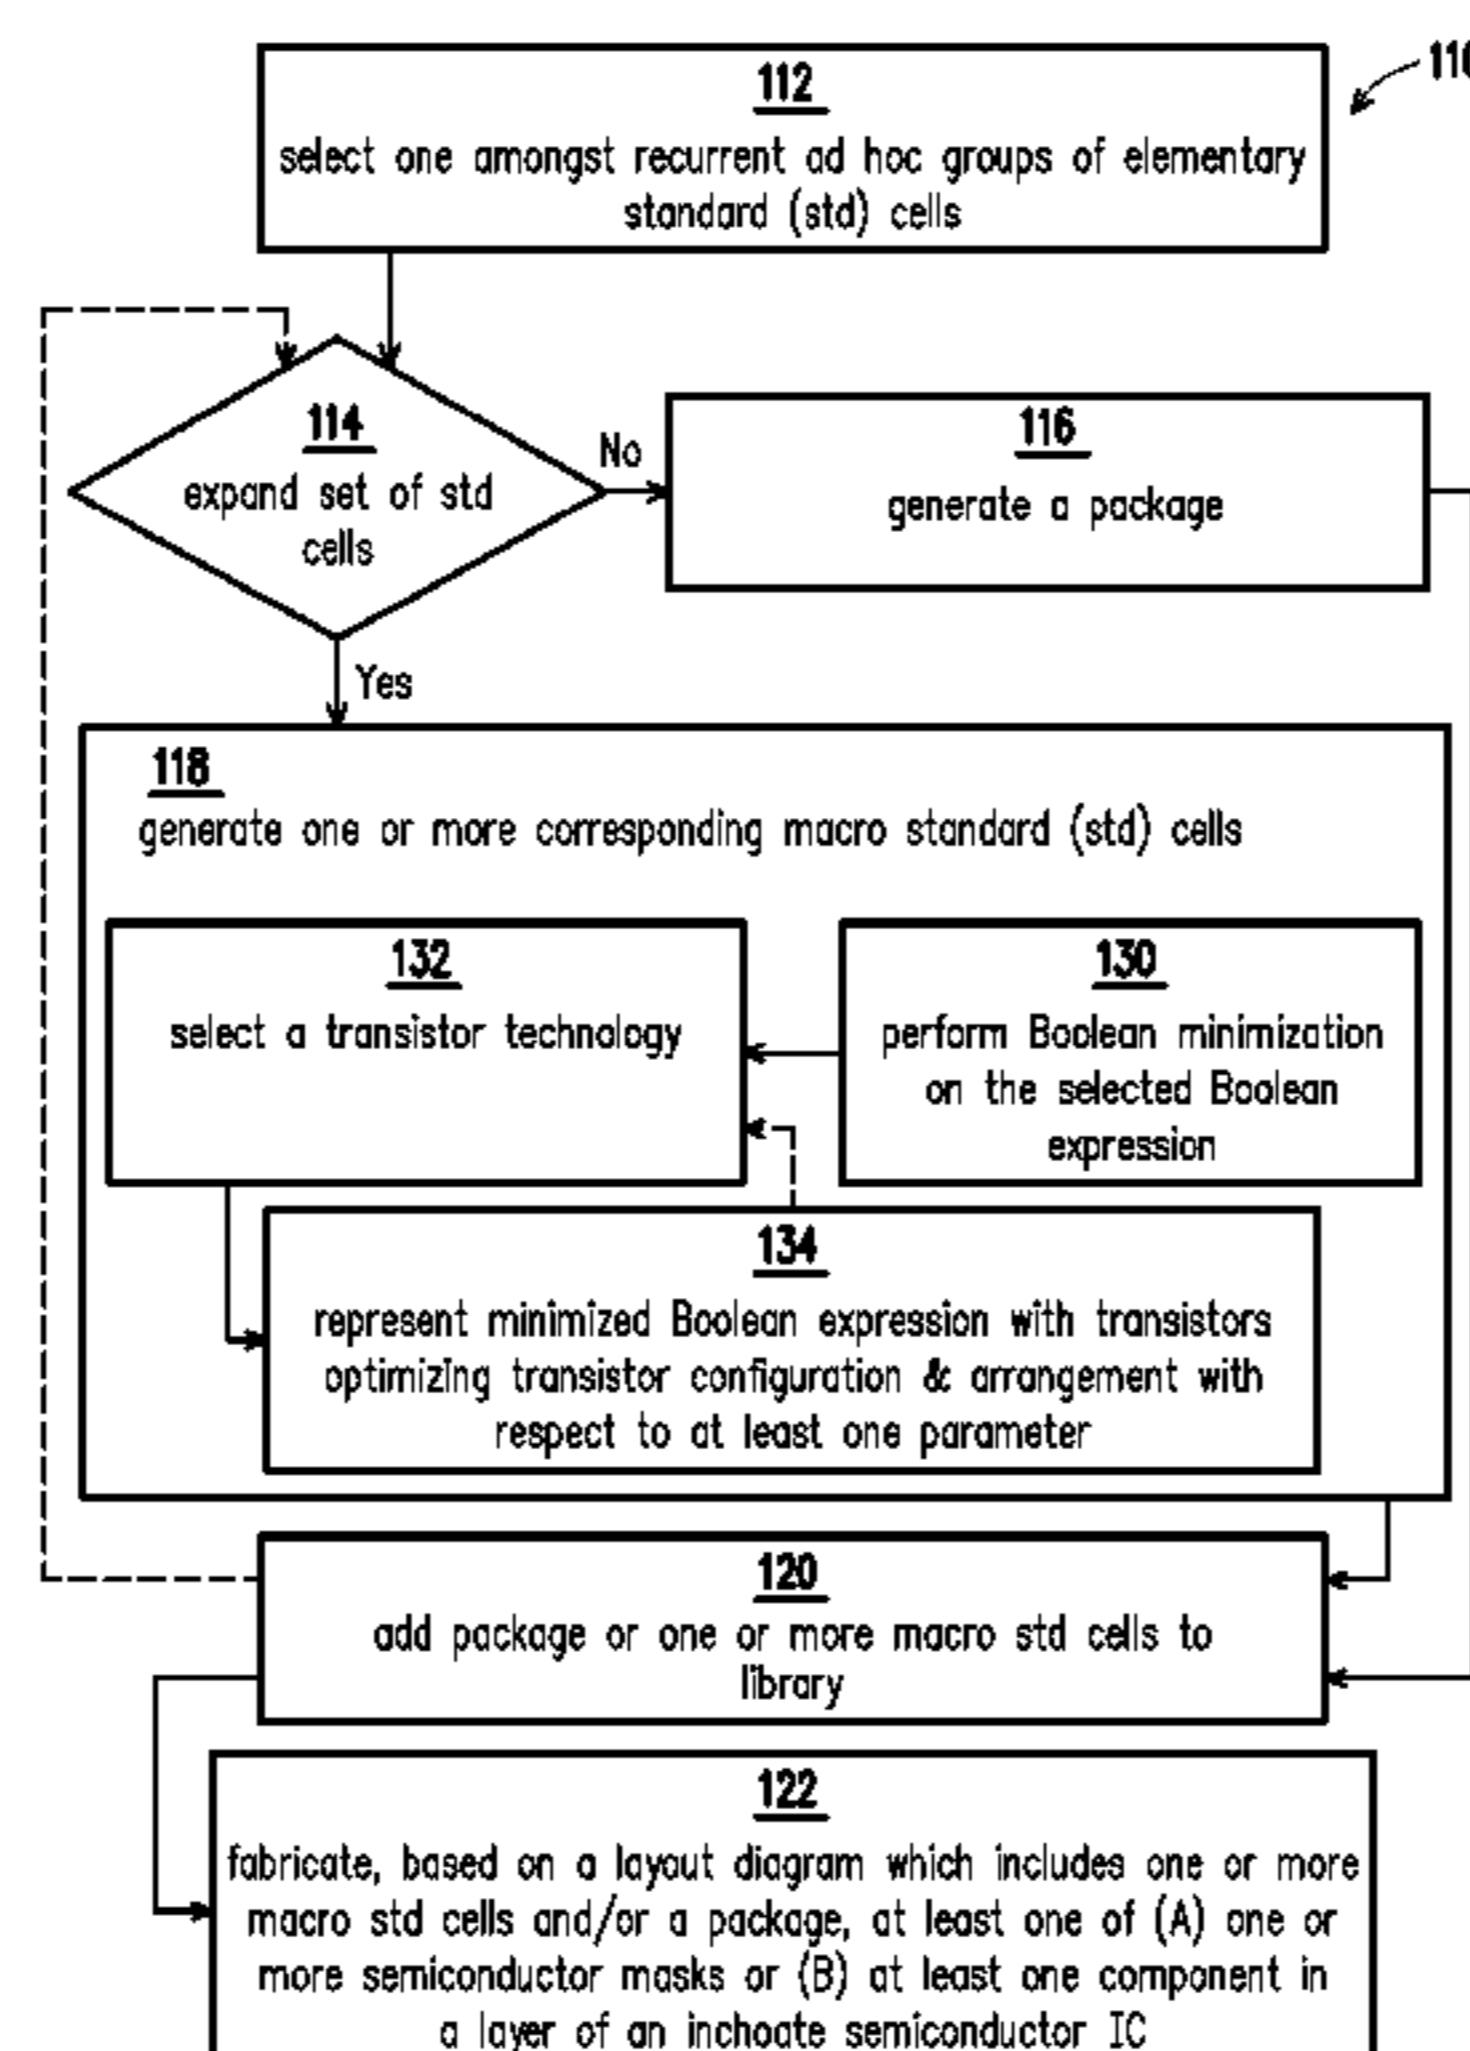 112
110
select one amongst recurrent ad hoc groups of elementary
standard (std) cells
114
expand set of std
cells
No
116
generate a package
Yes
118
generate one or more corresponding macro standard (std) cells
132
select a transistor technology
130
perform Boolean minimization
on the selected Boolean
expression
134
represent minimized Boolean expression with transistors
optimizing transistor configuration & arrangement with
respect to at least one parameter
120
add package or one or more macro std cells to
library
122
fabricate, based on a layout diagram which includes one or more
macro std cells and/or a package, at least one of (A) one or
more semiconductor masks or (B) at least one component in
a layer of an inchoate semiconductor IC